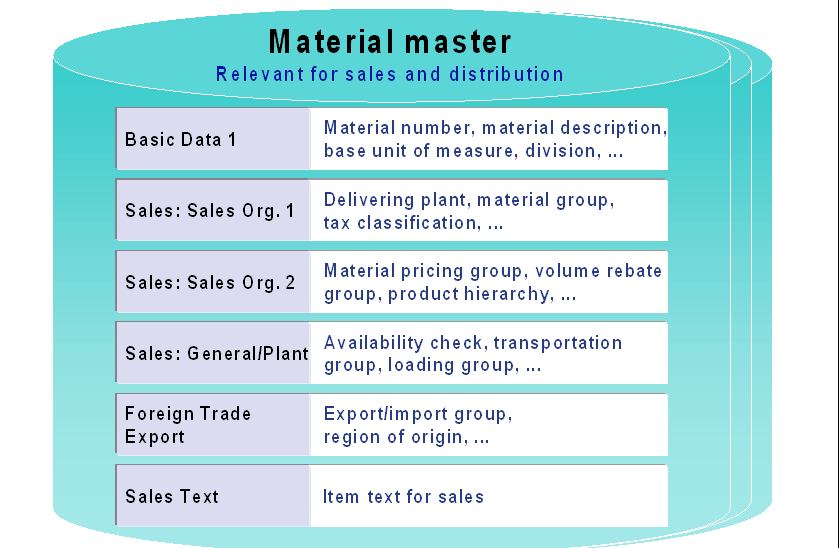 Material master
Relevant for sales and distribution
Basic Data 1
Material number, material description,
base unit of measure, division, ...
Sales: Sales Org. 1
Delivering plant, material group,
tax classification, ...
Sales: Sales Org. 2
Material pricing group, volume rebate
group, product hierarchy, ...
Sales: General/Plant
Availability check, transportation
group, loading group, ...
Foreign Trade
Export
Export/import group,
region of origin, ...
Sales Text
Item text for sales